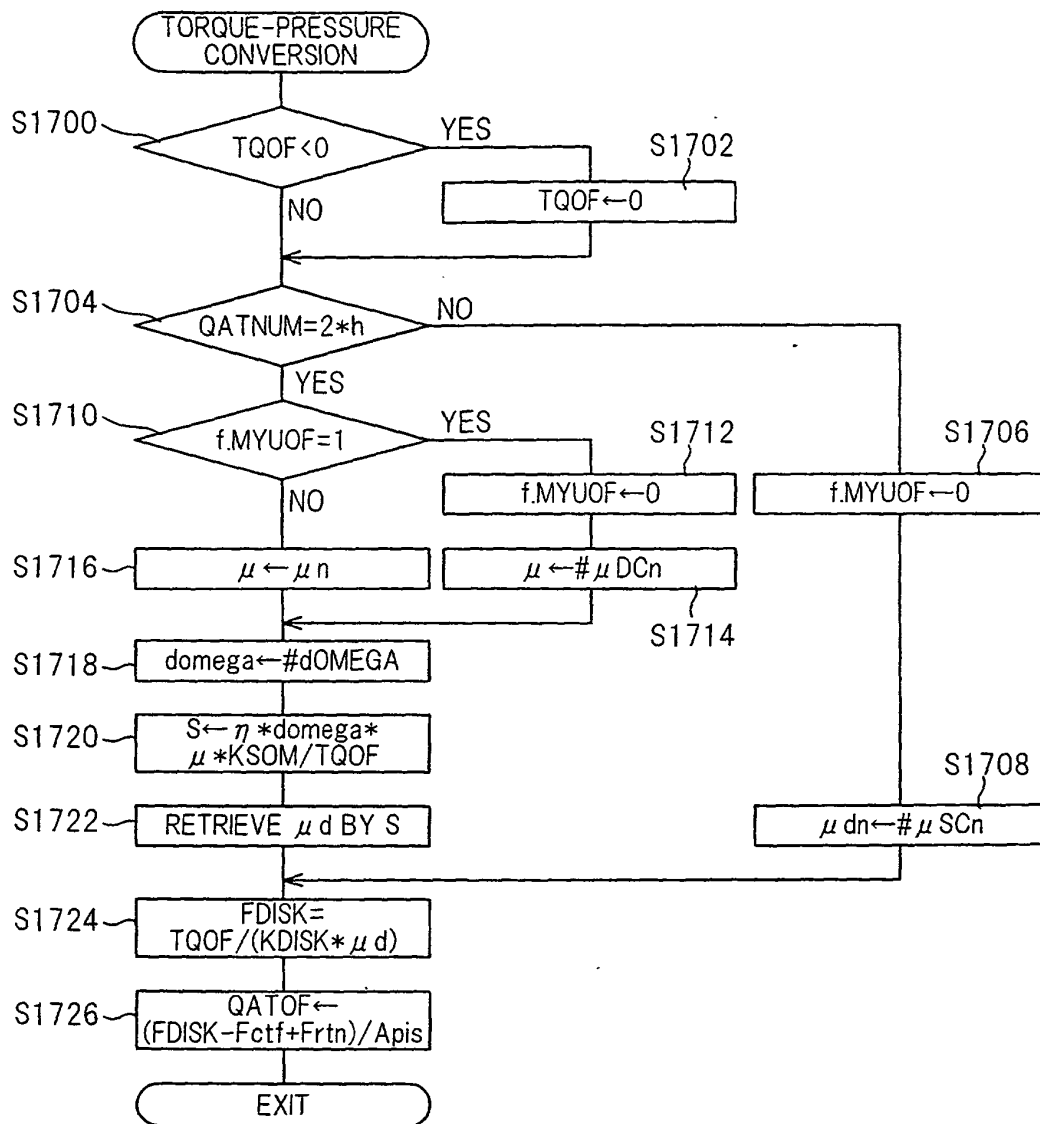 TORQUE-PRESSURE
CONVERSION
S1700
TQOF<0
YES
S1702
TQOF←0
NO
S1704
QATNUM=2*h
NO
YES
S1710
f.MYUOF=1
YES
S1712
S1706
f.MYUOF←0
f.MYUOF←0
NO
S1716
μ←μn
μ←#μDCn
S1714
S1718
domega←#dOMEGA
S1720
S←η*domega*
μ*KSOM/TQOF
S1708
S1722
RETRIEVE μd BY S
μdn←#μSCn
S1724
FDISK=
TQOF/(KDISK*μd)
S1726
QATOF←
(FDISK-Fctf+Frtn)/Apis
EXIT